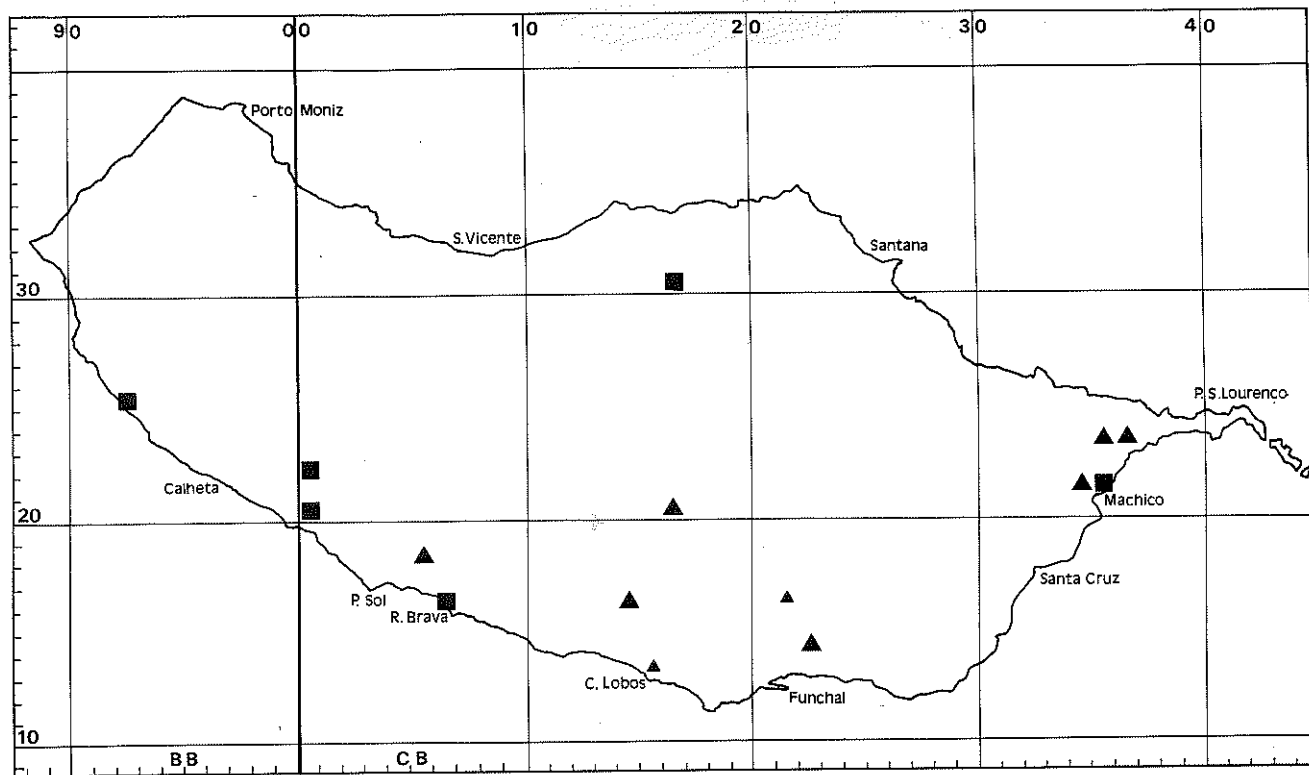 90 00 10 20 30 40
Porto Moniz
S. Vicente
Santana
30
P. S. Lourenco
Calheta
Machico
20
Santa Cruz
P. Sol
R. Brava
C. Lobos
Funchal
10
BB CB